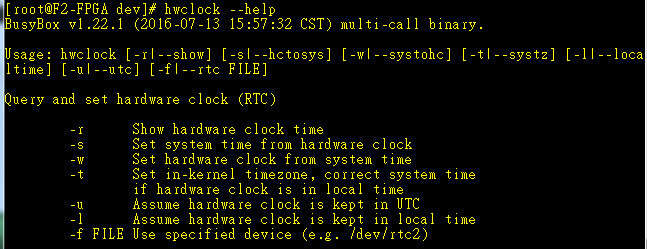 [root@F2-FPGA dev]# hwclock --help
BusyBox v1.22.1 (2016-07-13 15:57:32 CST) multi-call binary.
Usage: hwclock [-r|--show] [-s|--hctosys] [-w|--systohc] [-t|--systz] [-l|--loca
ltime] [-u|--utc] [-f|--rtc FILE]
Query and set hardware clock (RTC)
-r Show hardware clock time
-s Set system time from hardware clock
-w Set hardware clock from system time
-t Set in-kernel timezone, correct system time
if hardware clock is in local time
-u Assume hardware clock is kept in UTC
-l Assume hardware clock is kept in local time
-f FILE Use specified device (e.g. /dev/rtc2)